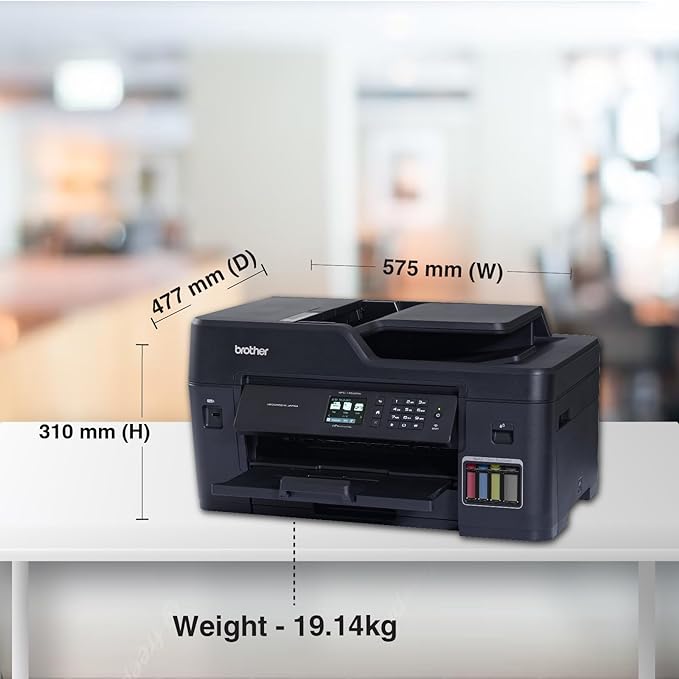 477 mm (D)
575 mm (W)
brother
310 mm (H)
Weight - 19.14kg